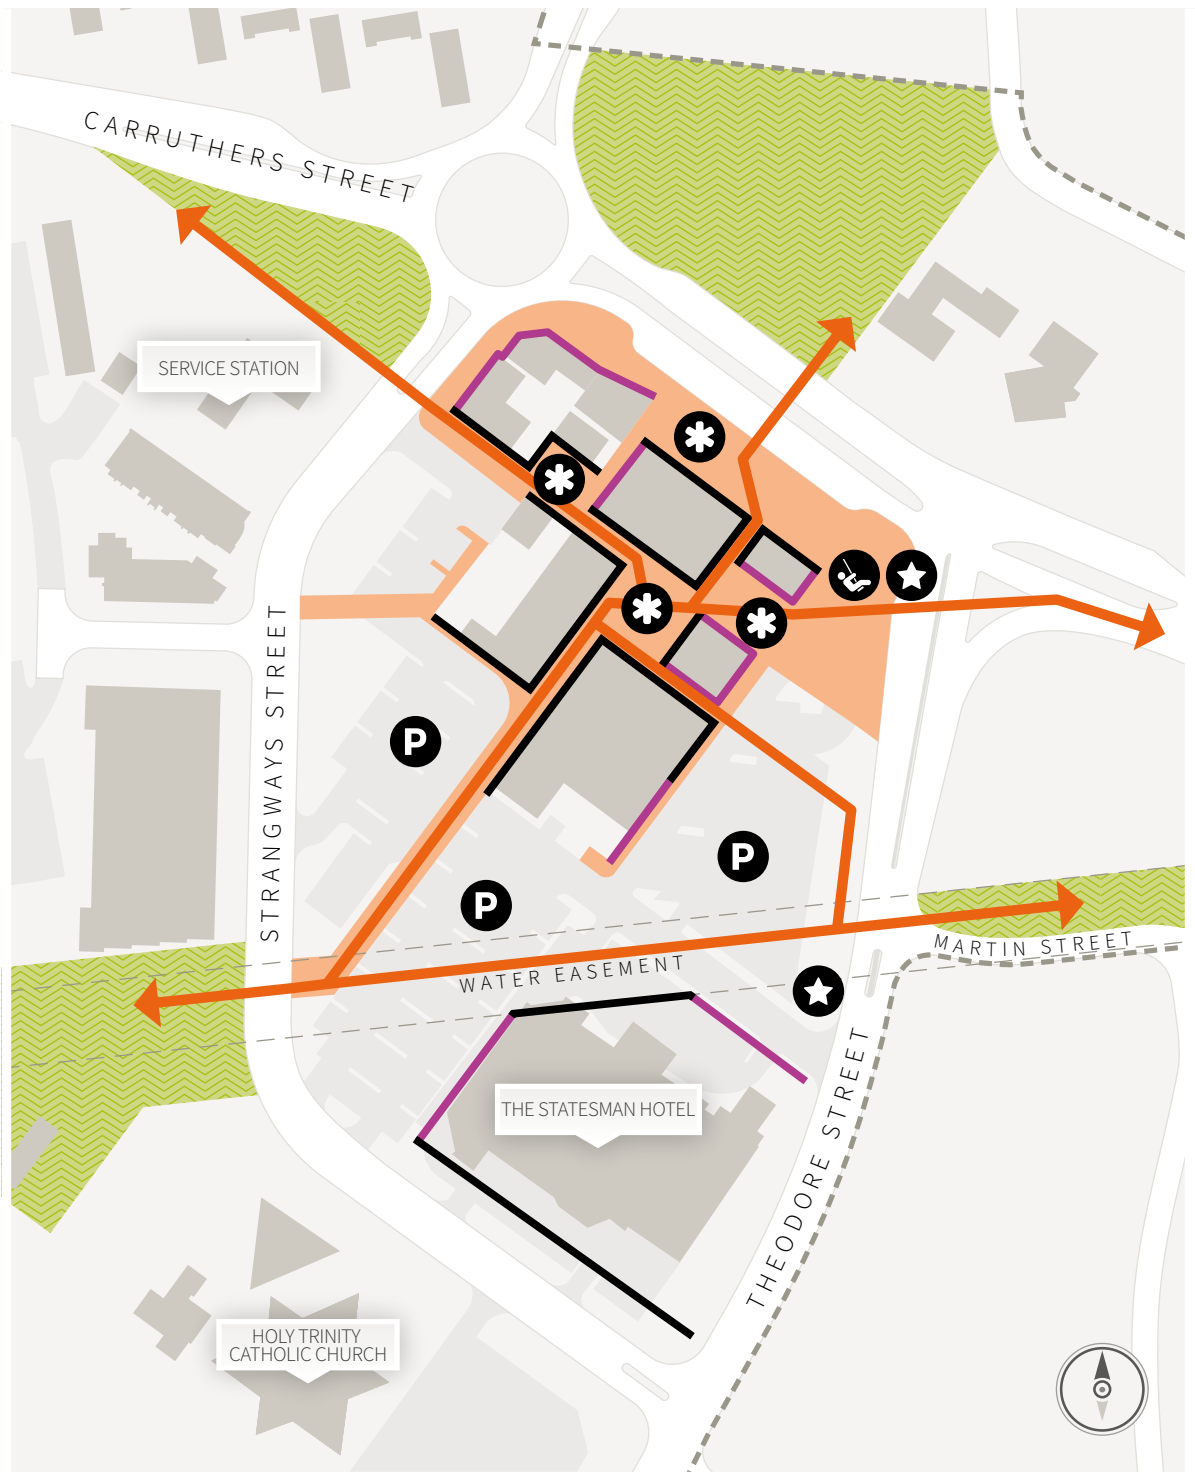 CARRUTHERS STREET
SERVICE STATION
STRANGWAYS STREET
P
P
P
MARTIN STREET
WATER EASEMENT
THE STATESMAN HOTEL
THEODORE STREET
HOLY TRINITY
CATHOLIC CHURCH